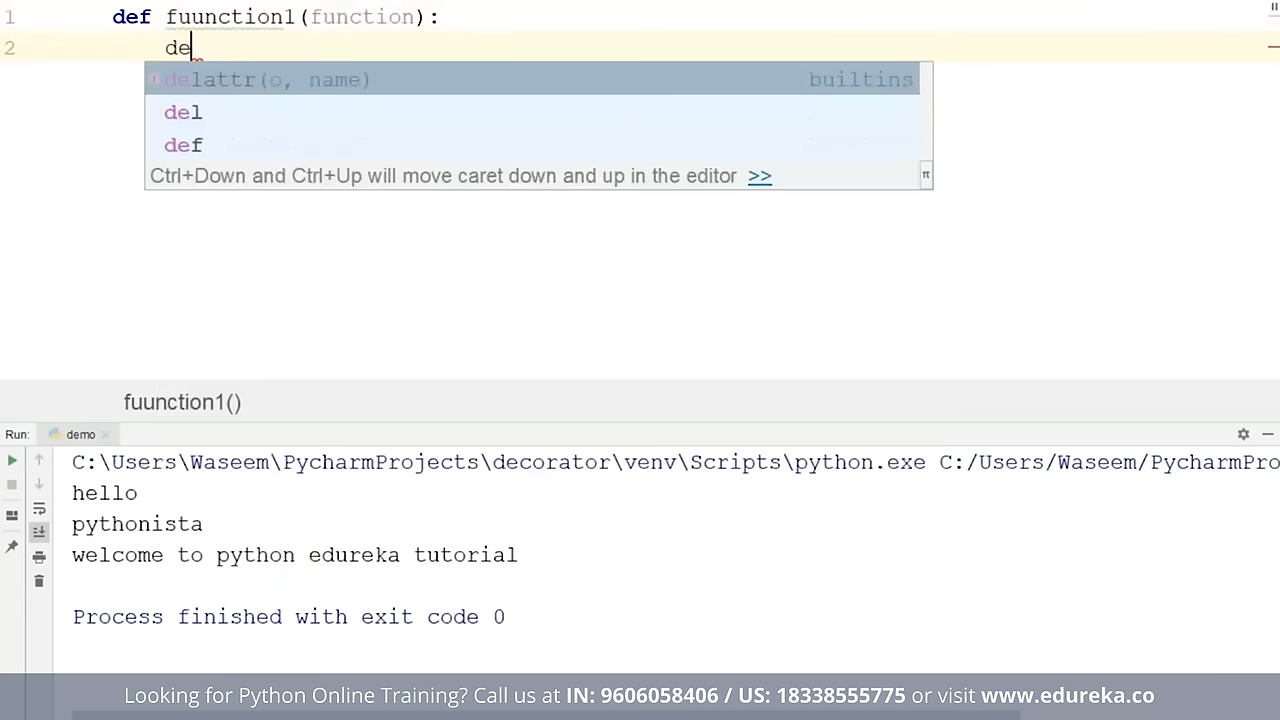 1 def fuunction1(function):
2 de
delattr(o, name) builtins
del
def
Ctrl+Down and Ctrl+Up will move caret down and up in the editor >> π
fuunction1()
Run: demo
C:\Users\Waseem\PycharmProjects\decorator\venv\Scripts\python.exe C:/Users/Waseem/PycharmPro
hello
pythonista
welcome to python edureka tutorial
Process finished with exit code 0
Looking for Python Online Training? Call us at IN: 9606058406 / US: 18338555775 or visit www.edureka.co